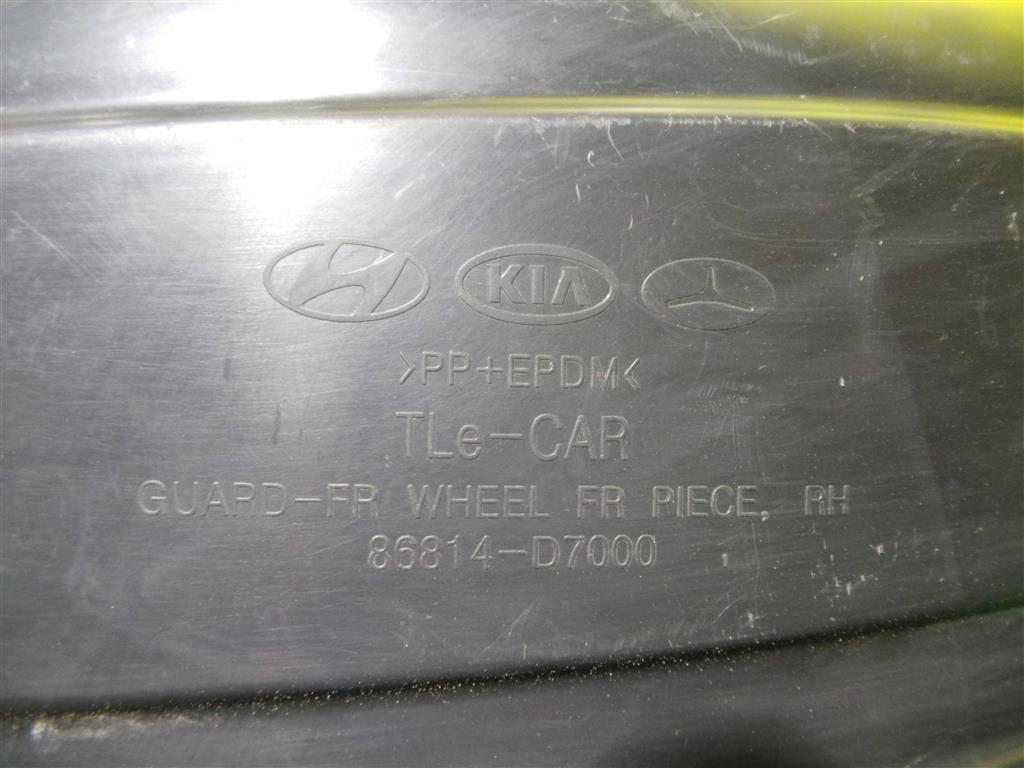 KIA
>PP+EPDM<
TLe-CAR
GUARD-FR WHEEL FR PIECE, RH
86814-D7000